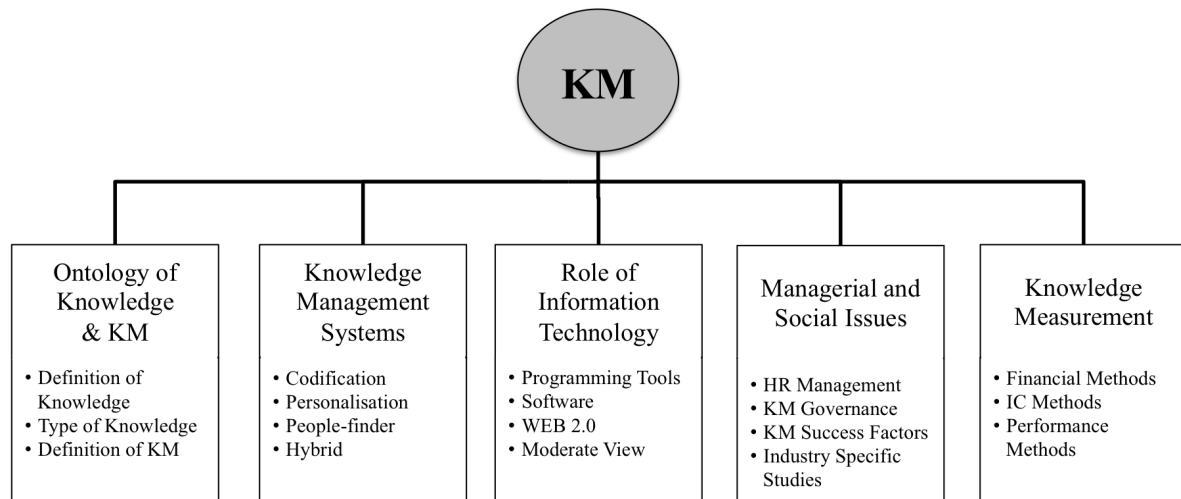 KM
Ontology of
Knowledge
& KM
• Definition of
Knowledge
• Type of Knowledge
• Definition of KM
Knowledge
Management
Systems
• Codification
• Personalisation
• People-finder
• Hybrid
Role of
Information
Technology
• Programming Tools
• Software
• WEB 2.0
• Moderate View
Managerial and
Social Issues
• HR Management
• KM Governance
• KM Success Factors
• Industry Specific
Studies
Knowledge
Measurement
• Financial Methods
• IC Methods
• Performance
Methods